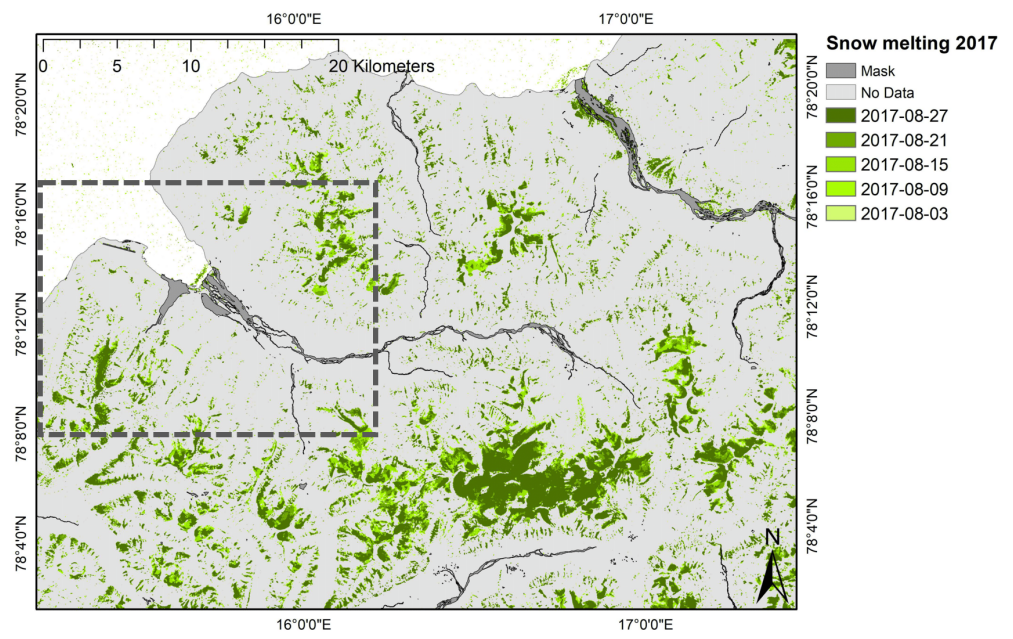 16°0'0"E
17°0'0"E
0
5
10
20 Kilometers
78°20'0"N
78°16'0"N
78°12'0"N
78°8'0"N
78°4'0"N
78°20'0"N
78°16'0"N
78°12'0"N
78°8'0"N
78°4'0"N
N
16°0'0"E
17°0'0"E
Snow melting 2017
Mask
No Data
2017-08-27
2017-08-21
2017-08-15
2017-08-09
2017-08-03